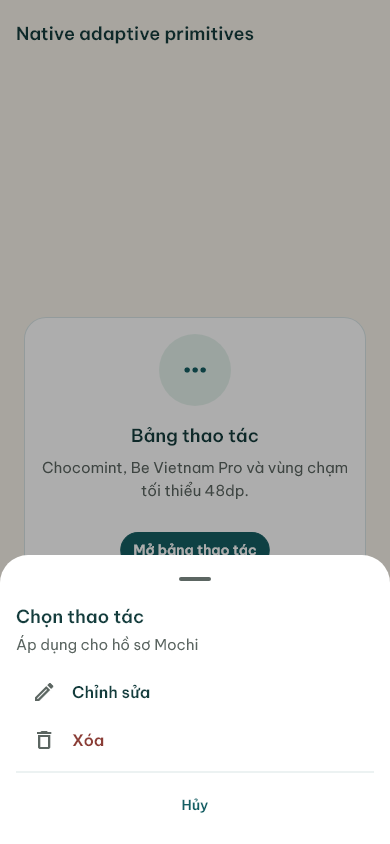 Native adaptive primitives
Bảng thao tác
Chocomint, Be Vietnam Pro và vùng chạm
tối thiểu 48dp.
Mở bảng thao tác
Chọn thao tác
Áp dụng cho hồ sơ Mochi
Chỉnh sửa
Xóa
Hủy